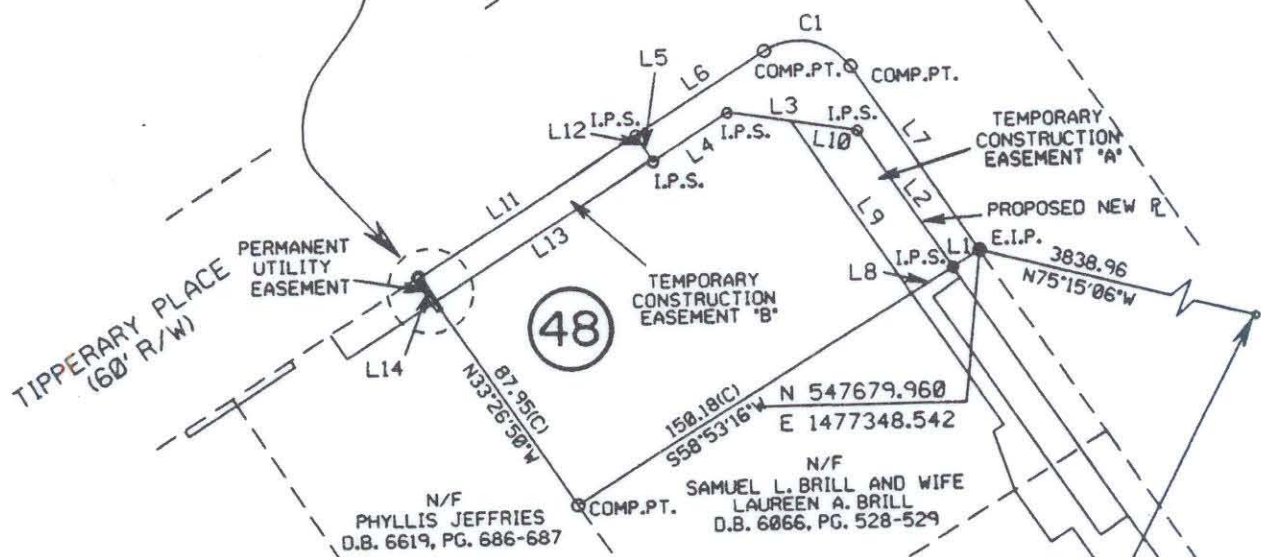 C1
L5
L6
COMP.PT.
COMP.PT.
L12
I.P.S.
L3
I.P.S.
I.P.S.
L10
L4
I.P.S.
L7
TEMPORARY
CONSTRUCTION
EASEMENT "A"
L2
PROPOSED NEW PL
L11
L13
L9
PERMANENT
UTILITY
EASEMENT
I.P.S.
L1
E.I.P.
3838.96
N75°15'06"W
L8
TEMPORARY
CONSTRUCTION
EASEMENT "B"
TIPPERARY PLACE
(60' R/W)
48
L14
87.95(C)
N33°26'50"W
150.18(C)
S58°53'16"W
N 547679.960
E 1477348.542
N/F
PHYLLIS JEFFRIES
D.B. 6619, PG. 686-687
COMP.PT.
N/F
SAMUEL L. BRILL AND WIFE
LAUREEN A. BRILL
D.B. 6066, PG. 528-529